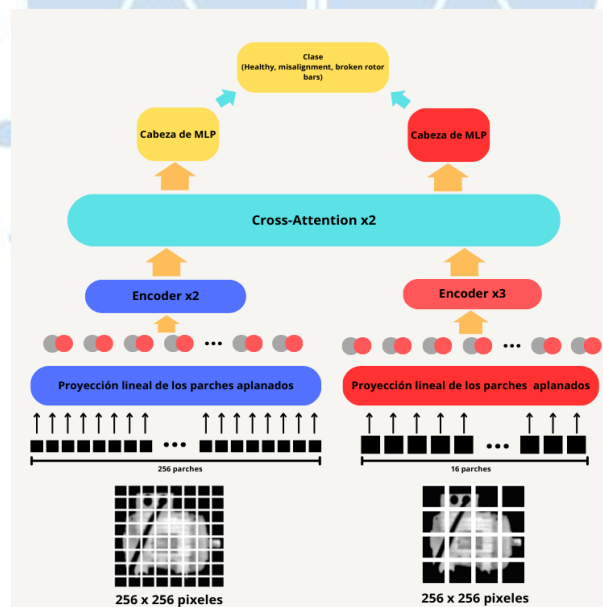 Clase
(Healthy, misalignment, broken rotor
bars)
Cabeza de MLP
Cabeza de MLP
Cross-Attention x2
Encoder x2
Encoder x3
Proyección lineal de los parches aplanados
Proyección lineal de los parches aplanados
256 parches
16 parches
256 x 256 pixeles
256 x 256 pixeles